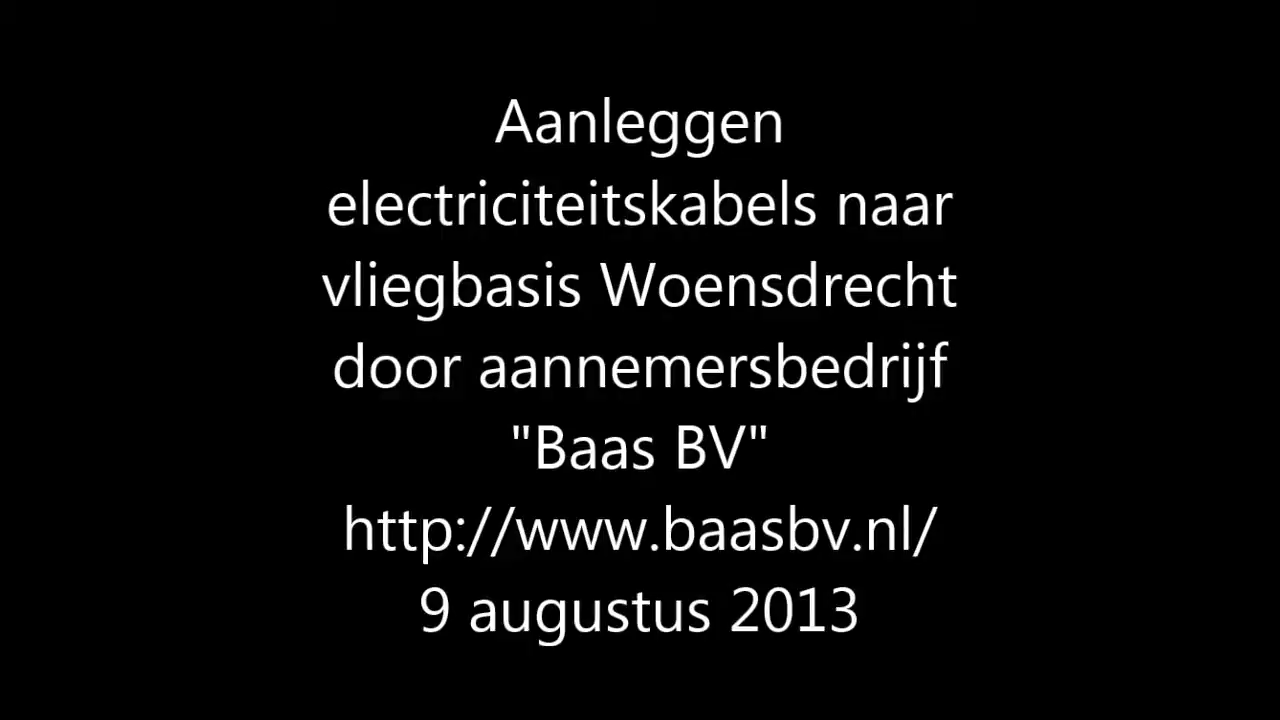 Aanleggen
electriciteitskabels naar
vliegbasis Woensdrecht
door aannemersbedrijf
"Baas BV"
http://www.baasbv.nl/
9 augustus 2013